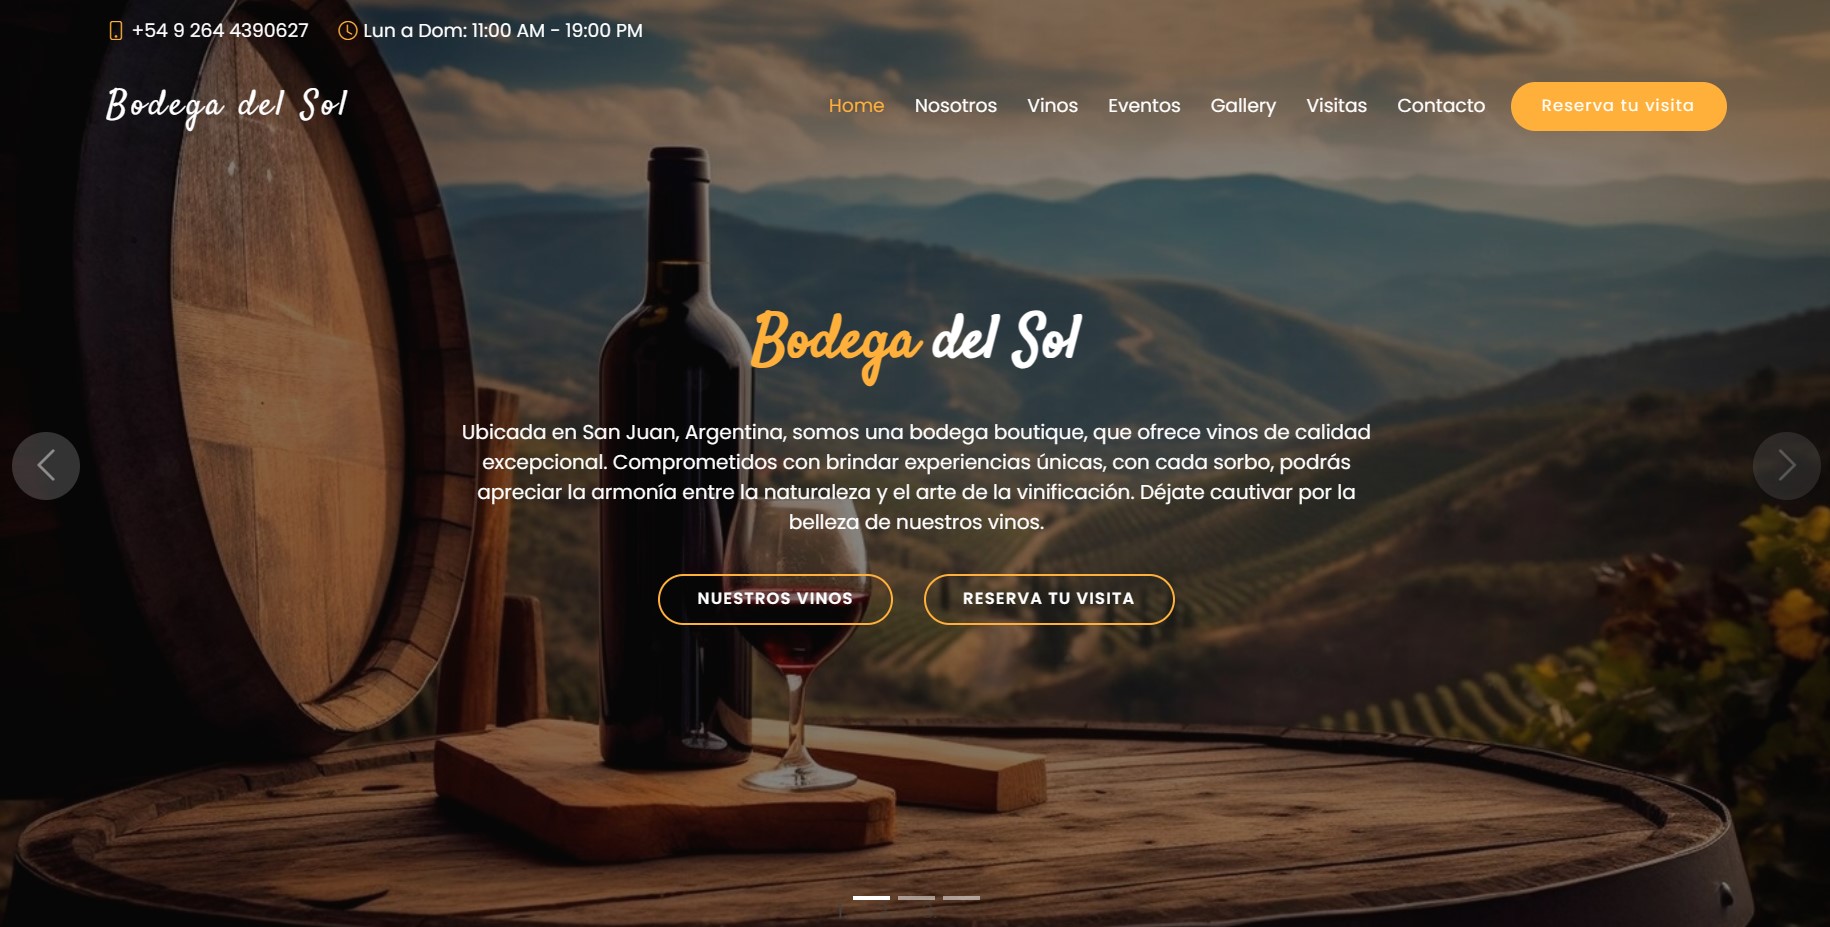 +54 9 264 4390627 Lun a Dom: 11:00 AM - 19:00 PM
Bodega del Sol
Home Nosotros Vinos Eventos Gallery Visitas Contacto Reserva tu visita
Bodega del Sol
Ubicada en San Juan, Argentina, somos una bodega boutique, que ofrece vinos de calidad
excepcional. Comprometidos con brindar experiencias únicas, con cada sorbo, podrás
apreciar la armonía entre la naturaleza y el arte de la vinificación. Déjate cautivar por la
belleza de nuestros vinos.
NUESTROS VINOS RESERVA TU VISITA